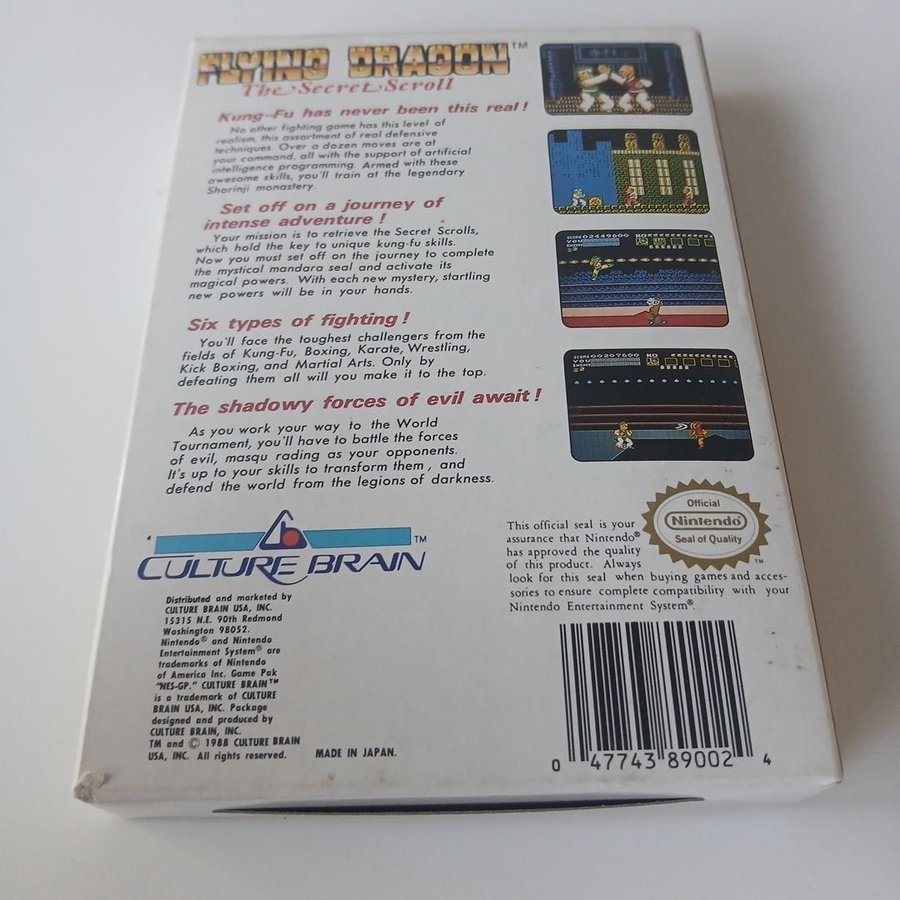 FLYING DRAGON™
The Secret Scroll
Kung-Fu has never been this real!
No other fighting game has this level of
realism, this assortment of real defensive
techniques. Over a dozen moves are at
your command, all with the support of artificial
intelligence programming. Armed with these
awesome skills, you'll train at the legendary
Shorinji monastery.
Set off on a journey of
intense adventure!
Your mission is to retrieve the Secret Scrolls,
which hold the key to unique kung-fu skills.
Now you must set off on the journey to complete
the mystical mandara seal and activate its
magical powers. With each new mystery, startling
new powers will be in your hands.
Six types of fighting!
You'll face the toughest challengers from the
fields of Kung-Fu, Boxing, Karate, Wrestling,
Kick Boxing, and Martial Arts. Only by
defeating them all will you make it to the top.
The shadowy forces of evil await!
As you work your way to the World
Tournament, you'll have to battle the forces
of evil, masqu rading as your opponents.
It's up to your skills to transform them, and
defend the world from the legions of darkness.
SCORE 02449600 KO
YOU
ENEMY
SCORE 00207600 KO
YOU
ENEMY
CULTURE BRAIN™
Distributed and marketed by
CULTURE BRAIN USA, INC.
15315 N.E. 90th Redmond
Washington 98052.
Nintendo® and Nintendo
Entertainment System® are
trademarks of Nintendo
of America Inc. Game Pak
"NES-GP." CULTURE BRAIN™
is a trademark of CULTURE
BRAIN USA, INC. Package
designed and produced by
CULTURE BRAIN, INC.
TM and © 1988 CULTURE BRAIN
USA, INC. All rights reserved.
MADE IN JAPAN.
This official seal is your
assurance that Nintendo®
has approved the quality
of this product. Always
look for this seal when buying games and acces-
sories to ensure complete compatibility with your
Nintendo Entertainment System®.
Official
Nintendo®
Seal of Quality
™
0 47743 89002 4